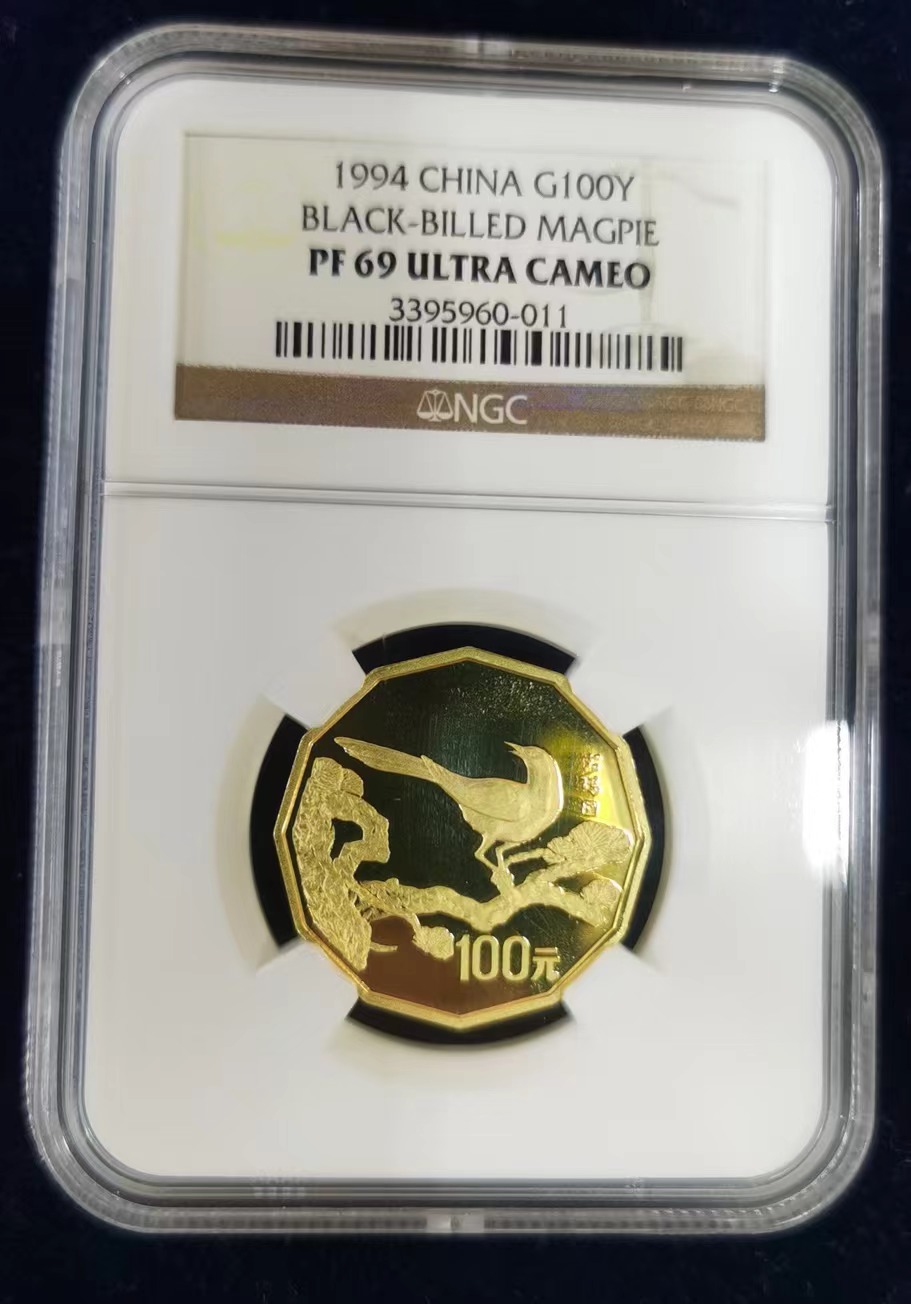 1994 CHINA G100Y
BLACK-BILLED MAGPIE
PF 69 ULTRA CAMEO
3395960-011
NGC
100元